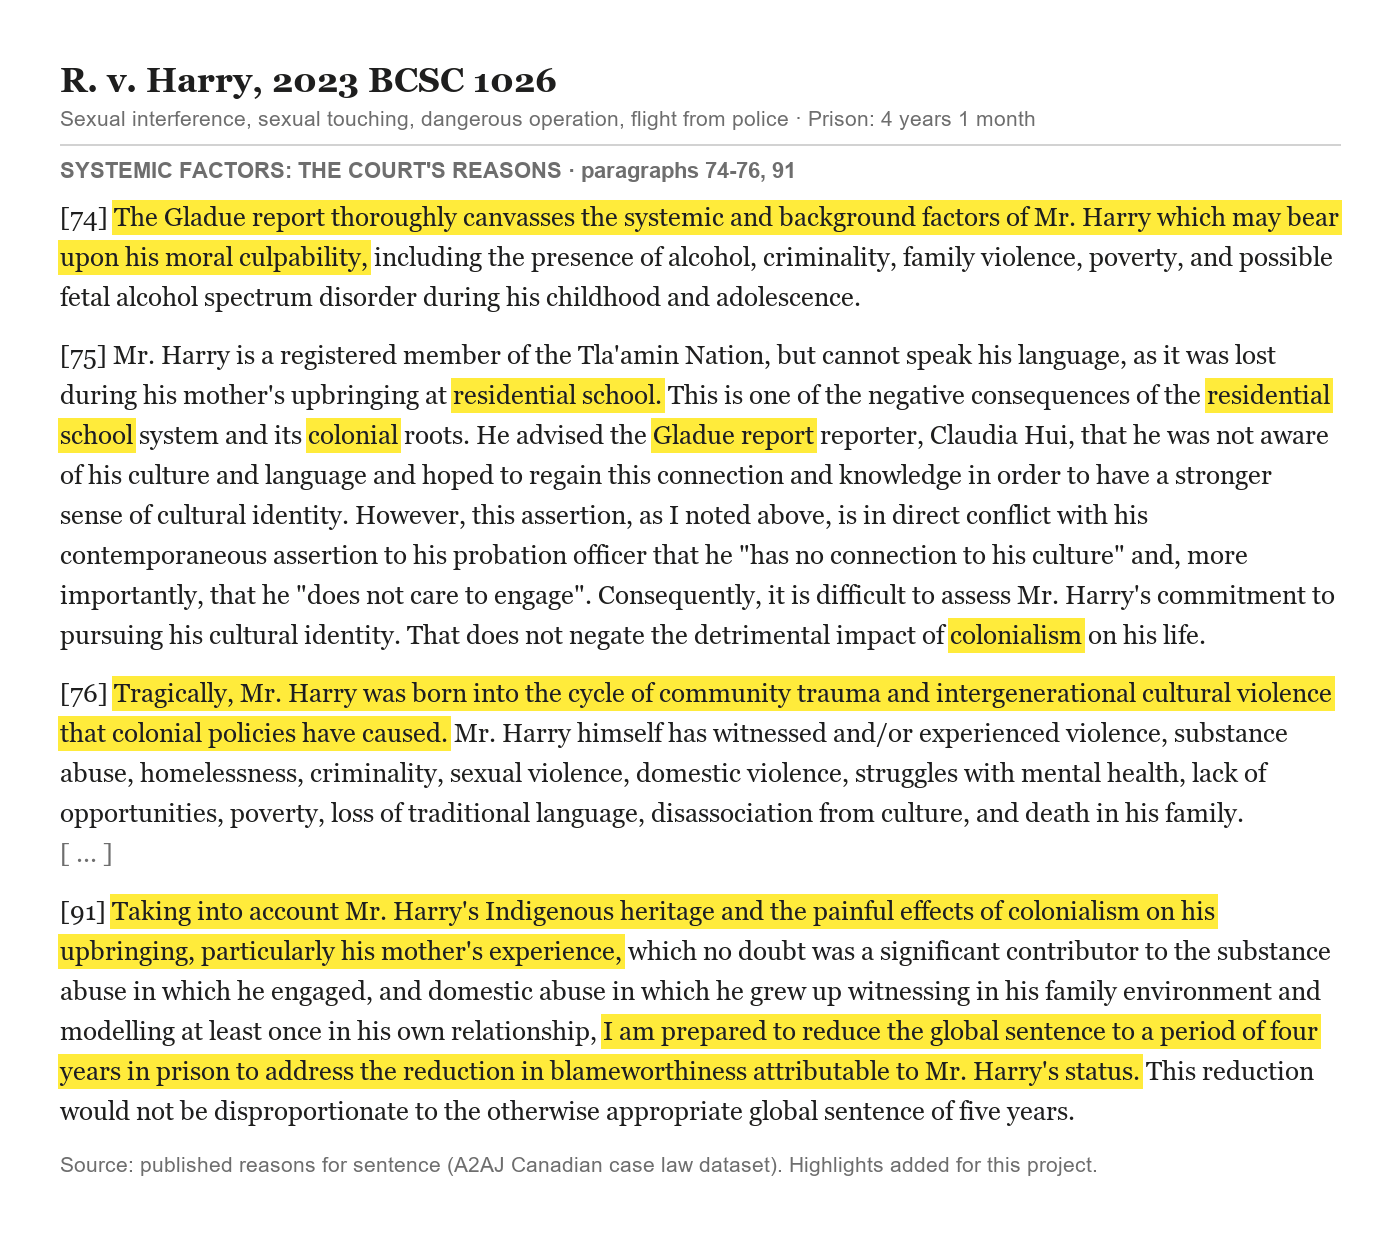 R. v. Harry, 2023 BCSC 1026
Sexual interference, sexual touching, dangerous operation, flight from police · Prison: 4 years 1 month
SYSTEMIC FACTORS: THE COURT'S REASONS · paragraphs 74-76, 91
[74] The Gladue report thoroughly canvasses the systemic and background factors of Mr. Harry which may bear
upon his moral culpability, including the presence of alcohol, criminality, family violence, poverty, and possible
fetal alcohol spectrum disorder during his childhood and adolescence.
[75] Mr. Harry is a registered member of the Tla'amin Nation, but cannot speak his language, as it was lost
during his mother's upbringing at residential school. This is one of the negative consequences of the residential
school system and its colonial roots. He advised the Gladue report reporter, Claudia Hui, that he was not aware
of his culture and language and hoped to regain this connection and knowledge in order to have a stronger
sense of cultural identity. However, this assertion, as I noted above, is in direct conflict with his
contemporaneous assertion to his probation officer that he "has no connection to his culture" and, more
importantly, that he "does not care to engage". Consequently, it is difficult to assess Mr. Harry's commitment to
pursuing his cultural identity. That does not negate the detrimental impact of colonialism on his life.
[76] Tragically, Mr. Harry was born into the cycle of community trauma and intergenerational cultural violence
that colonial policies have caused. Mr. Harry himself has witnessed and/or experienced violence, substance
abuse, homelessness, criminality, sexual violence, domestic violence, struggles with mental health, lack of
opportunities, poverty, loss of traditional language, disassociation from culture, and death in his family.
[ ... ]
[91] Taking into account Mr. Harry's Indigenous heritage and the painful effects of colonialism on his
upbringing, particularly his mother's experience, which no doubt was a significant contributor to the substance
abuse in which he engaged, and domestic abuse in which he grew up witnessing in his family environment and
modelling at least once in his own relationship, I am prepared to reduce the global sentence to a period of four
years in prison to address the reduction in blameworthiness attributable to Mr. Harry's status. This reduction
would not be disproportionate to the otherwise appropriate global sentence of five years.
Source: published reasons for sentence (A2AJ Canadian case law dataset). Highlights added for this project.